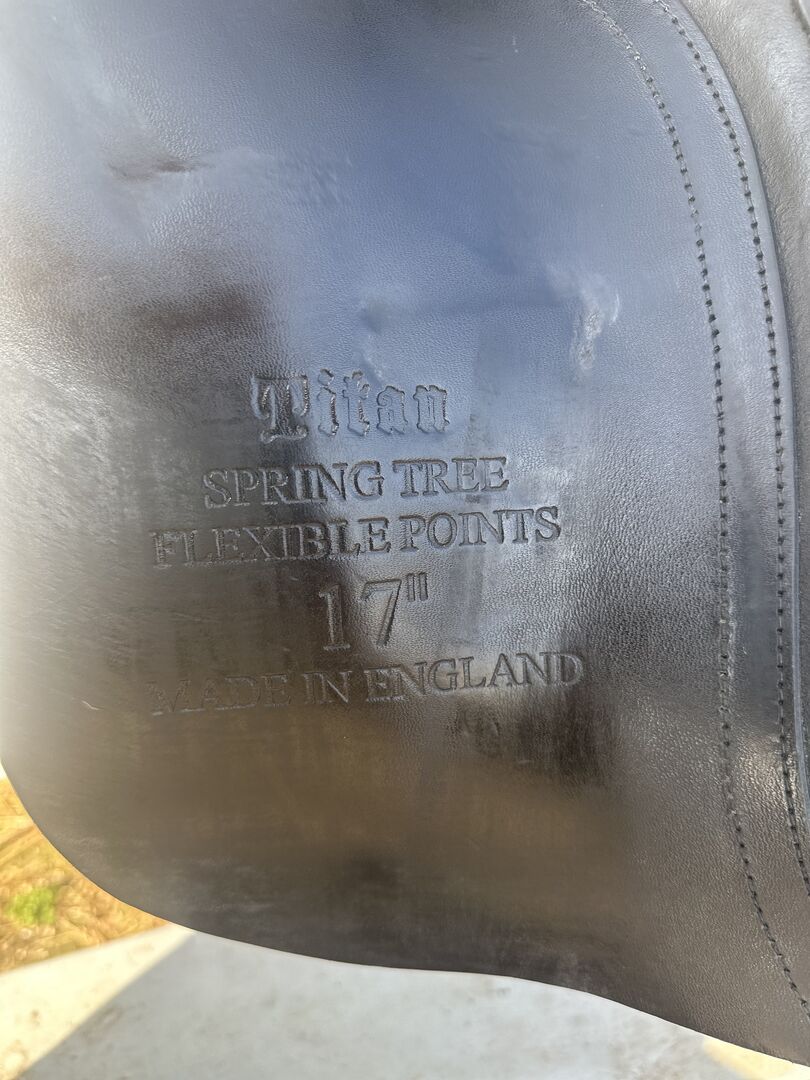 Titan
SPRING TREE
FLEXIBLE POINTS
17"
MADE IN ENGLAND